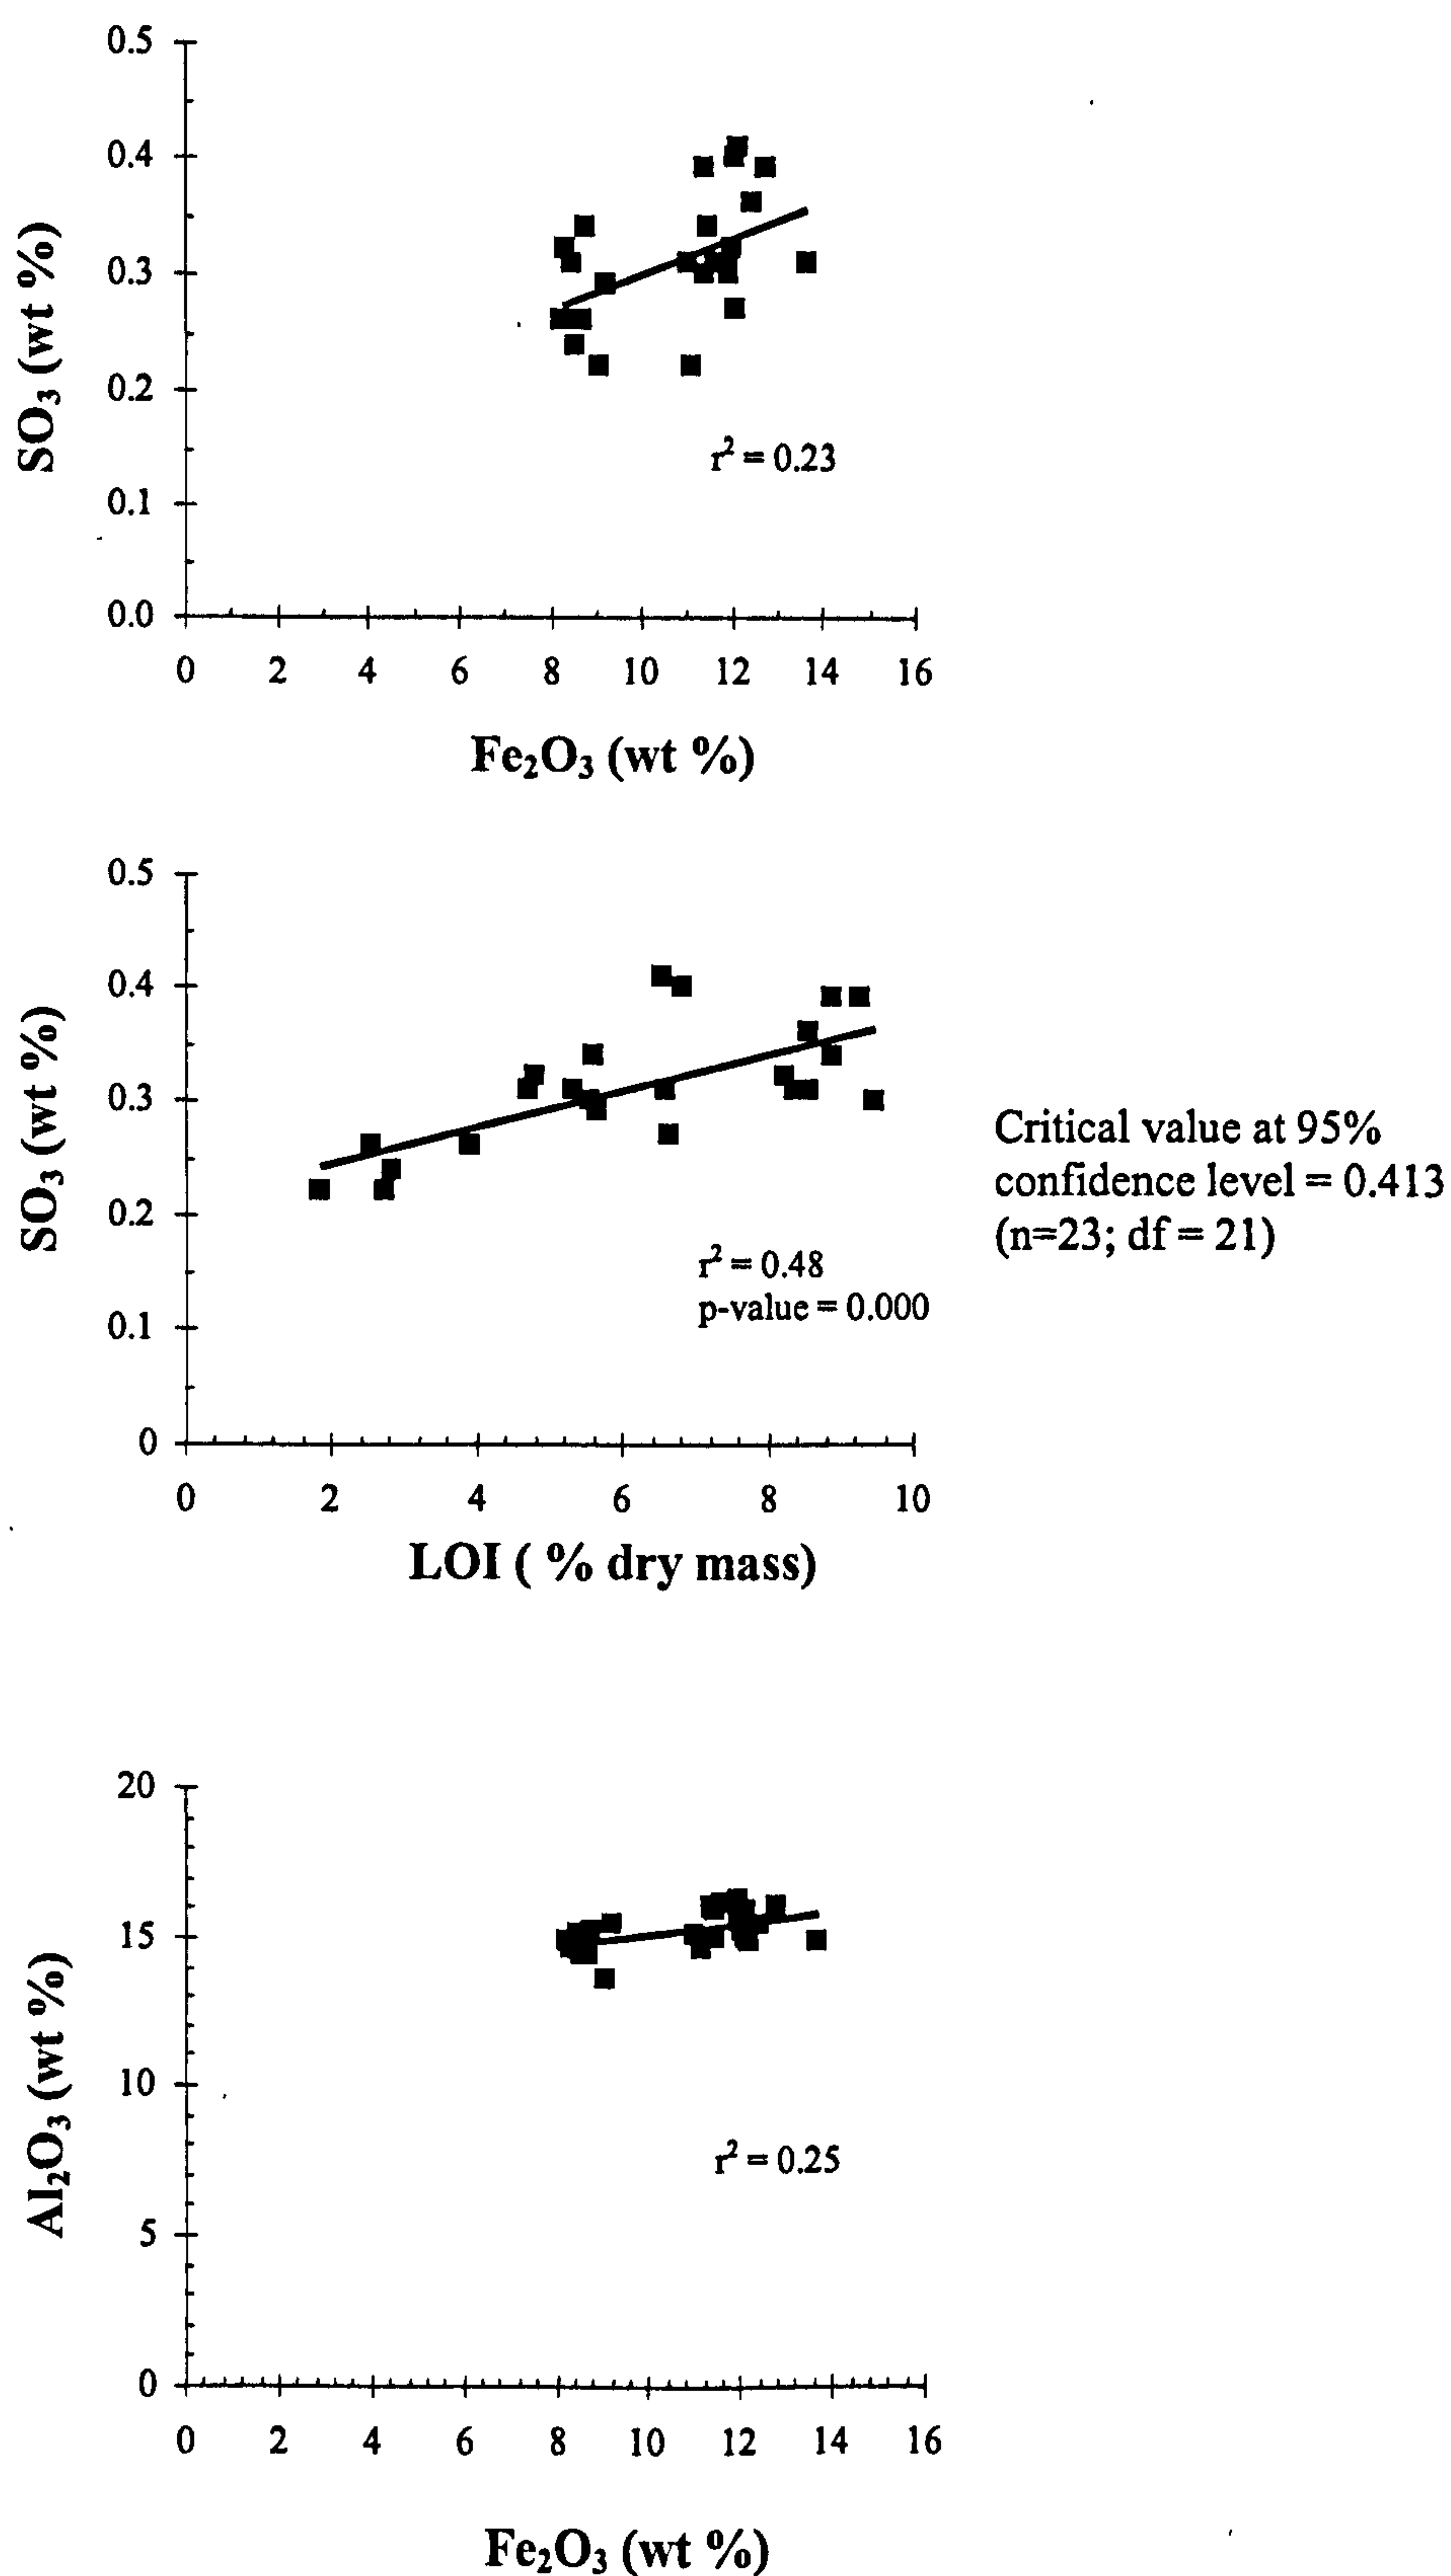 0.5
0.4
0.3
0.2
0.1
0.0
SO₃ (wt %)
r² = 0.23
0 2 4 6 8 10 12 14 16
Fe₂O₃ (wt %)
0.5
0.4
0.3
0.2
0.1
0
SO₃ (wt %)
r² = 0.48
p-value = 0.000
0 2 4 6 8 10
LOI ( % dry mass)
Critical value at 95%
confidence level = 0.413
(n=23; df = 21)
20
15
10
5
0
Al₂O₃ (wt %)
r² = 0.25
0 2 4 6 8 10 12 14 16
Fe₂O₃ (wt %)